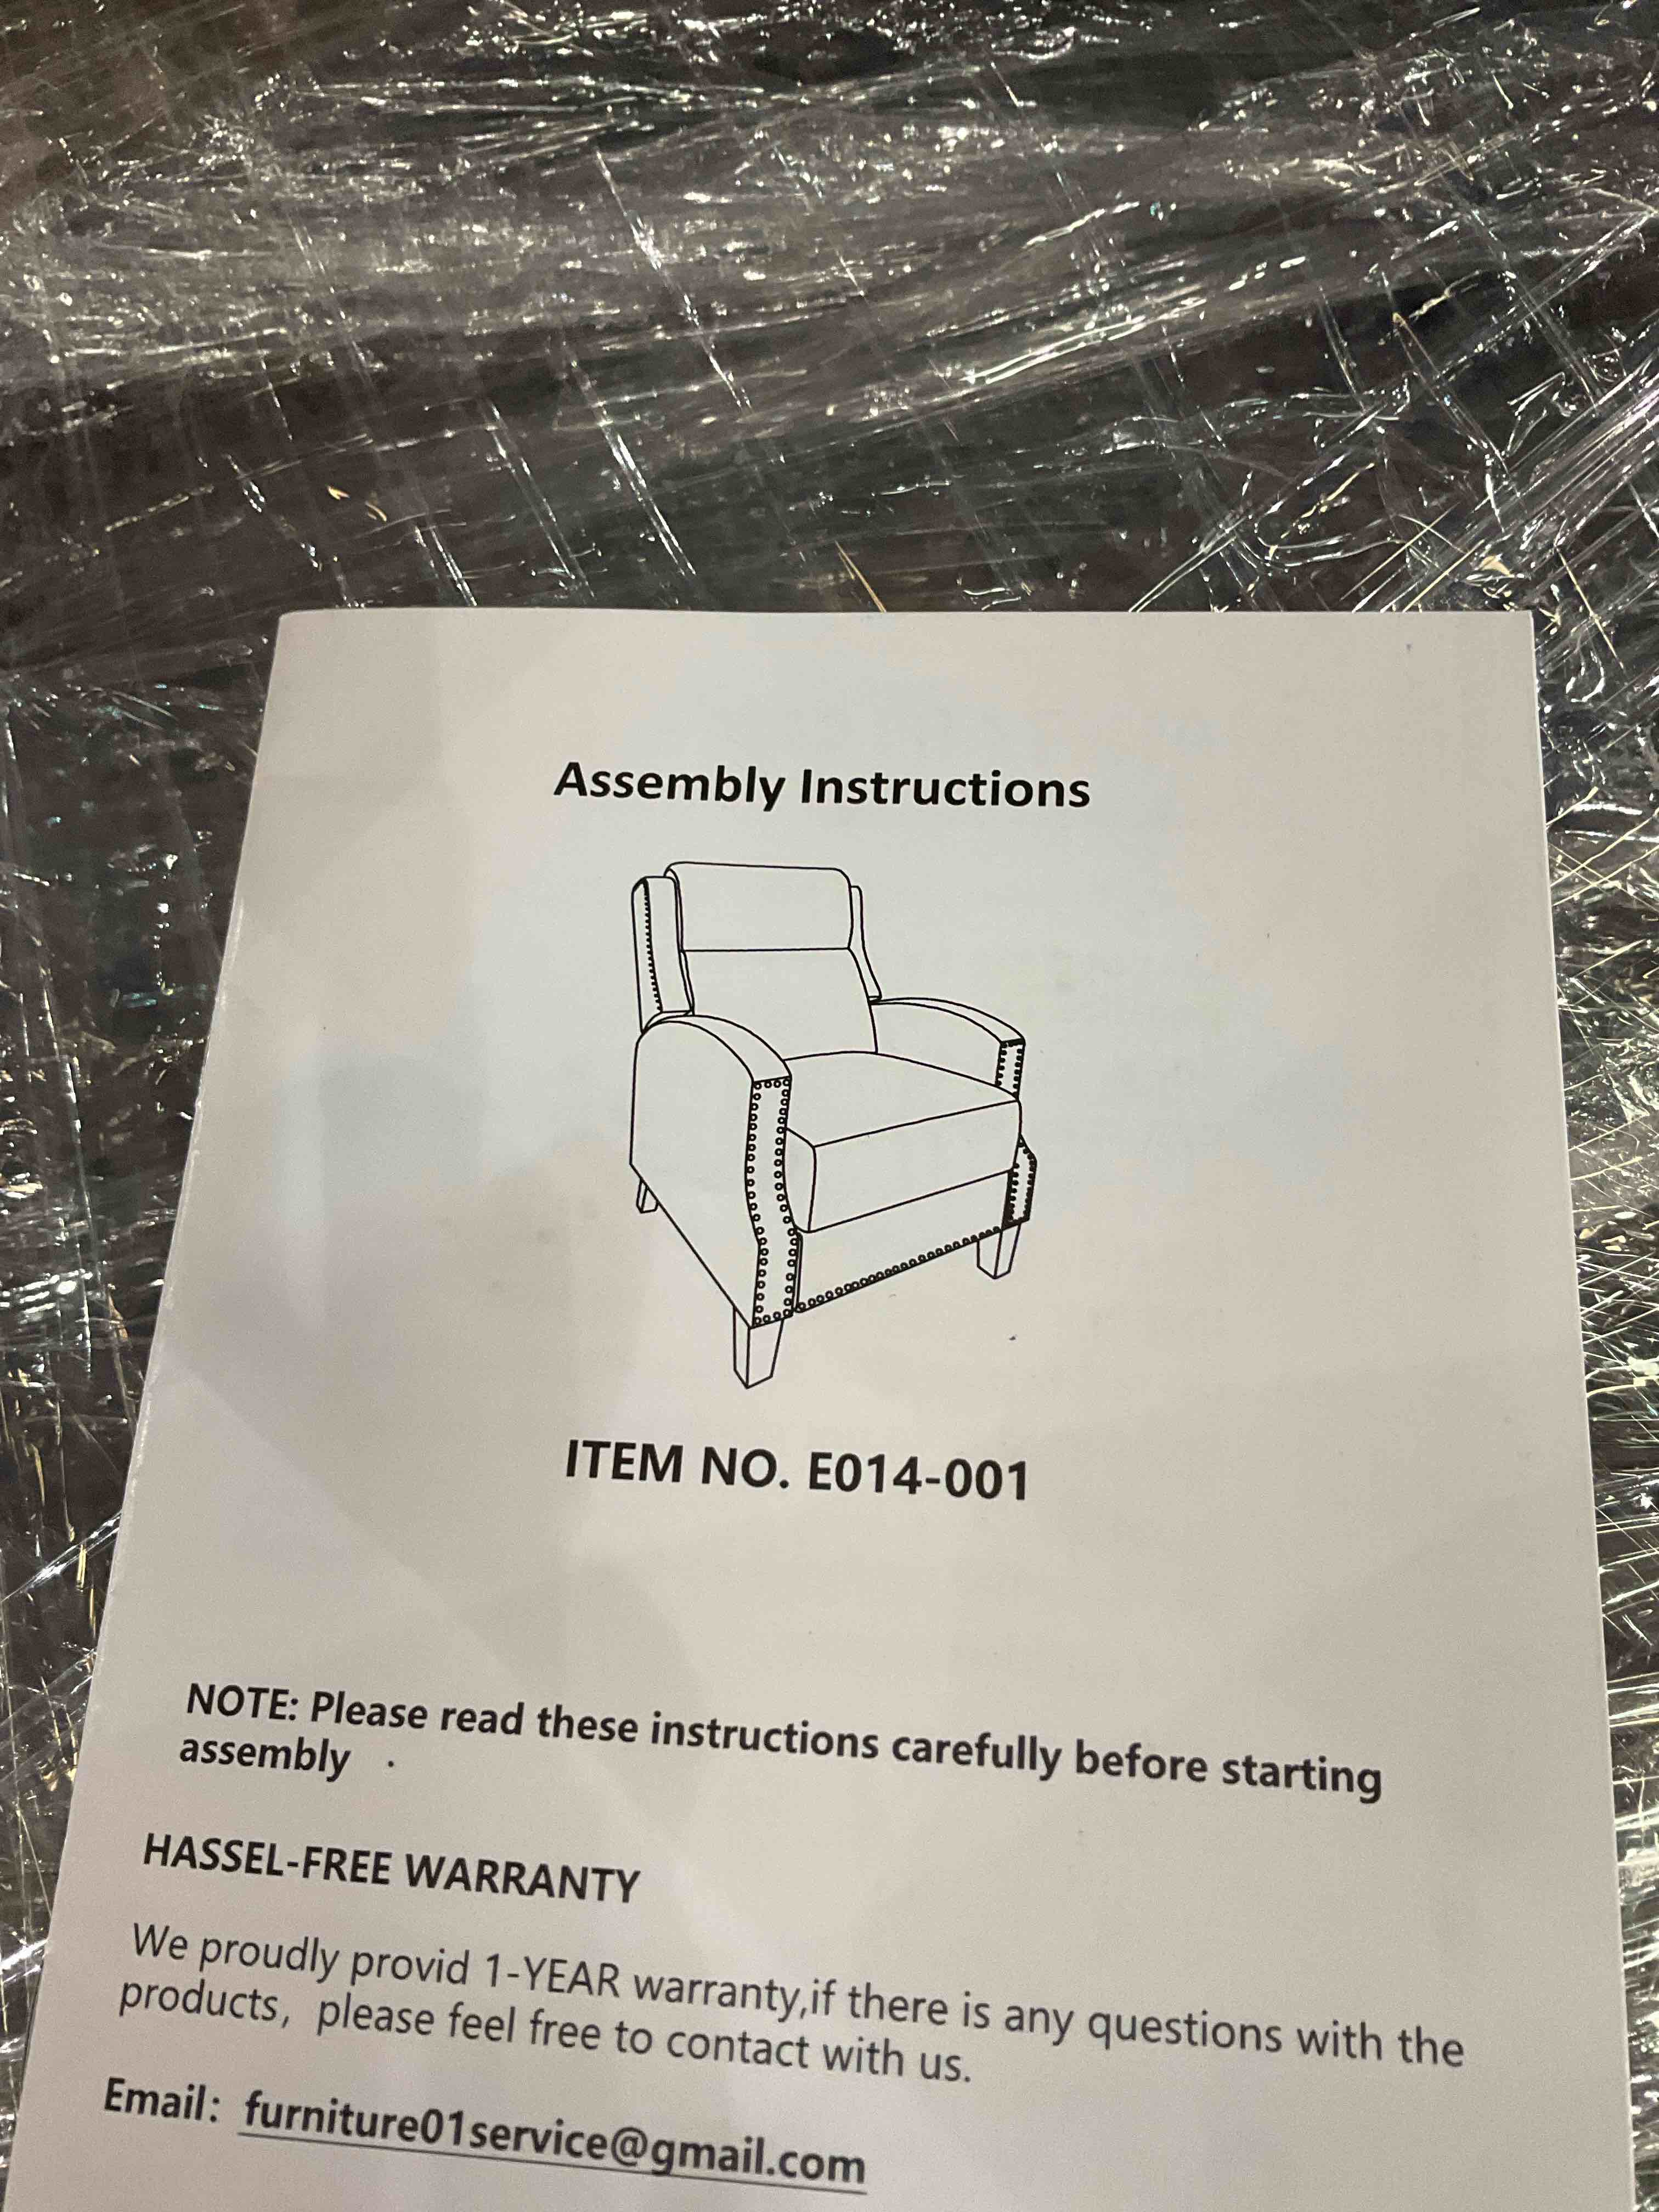 Assembly Instructions
ITEM NO. E014-001
NOTE: Please read these instructions carefully before starting
assembly .
HASSEL-FREE WARRANTY
We proudly provid 1-YEAR warranty,if there is any questions with the
products, please feel free to contact with us.
Email: furniture01service@gmail.com